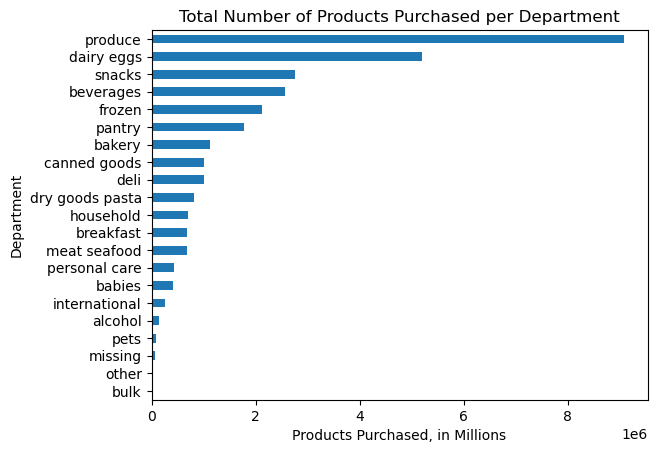 Total Number of Products Purchased per Department
produce
dairy eggs
snacks
beverages
frozen
pantry
bakery
canned goods
deli
dry goods pasta
household
breakfast
meat seafood
personal care
babies
international
alcohol
pets
missing
other
bulk
Department
0 2 4 6 8
1e6
Products Purchased, in Millions